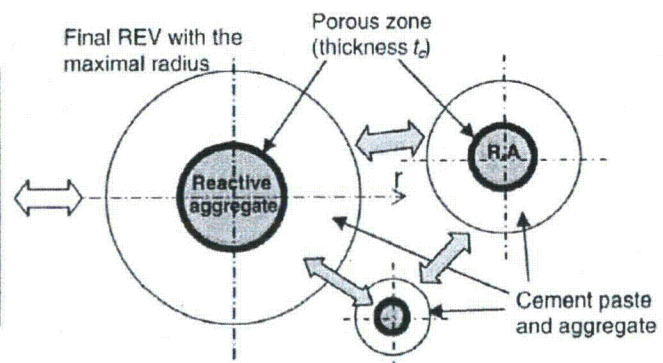 Final REV with the
maximal radius
Porous zone
(thickness t_c)
Reactive
aggregate
r
R.A
Cement paste
and aggregate